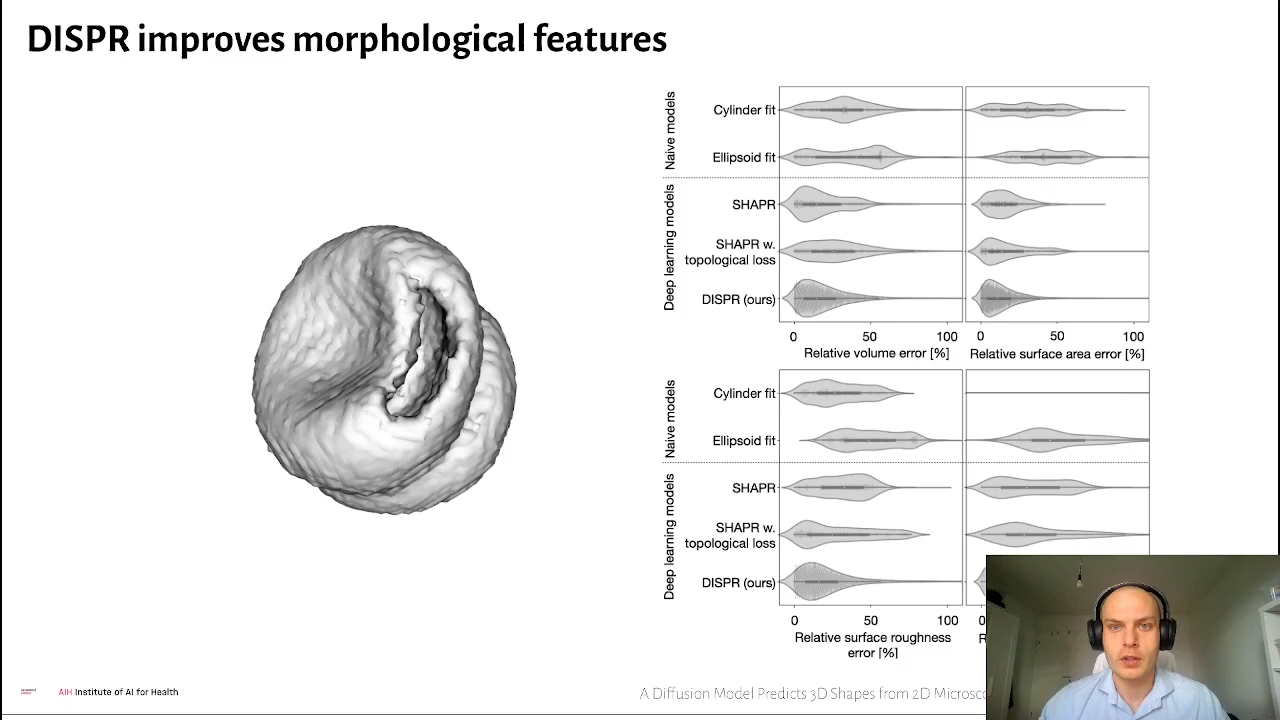 DISPR improves morphological features
Naive models
Cylinder fit
Ellipsoid fit
Deep learning models
SHAPR
SHAPR w.
topological loss
DISPR (ours)
0 50 100
Relative volume error [%]
0 50 100
Relative surface area error [%]
Naive models
Cylinder fit
Ellipsoid fit
Deep learning models
SHAPR
SHAPR w.
topological loss
DISPR (ours)
0 50 100
Relative surface roughness
error [%]
0
R
AIH Institute of AI for Health
A Diffusion Model Predicts 3D Shapes from 2D Microsc